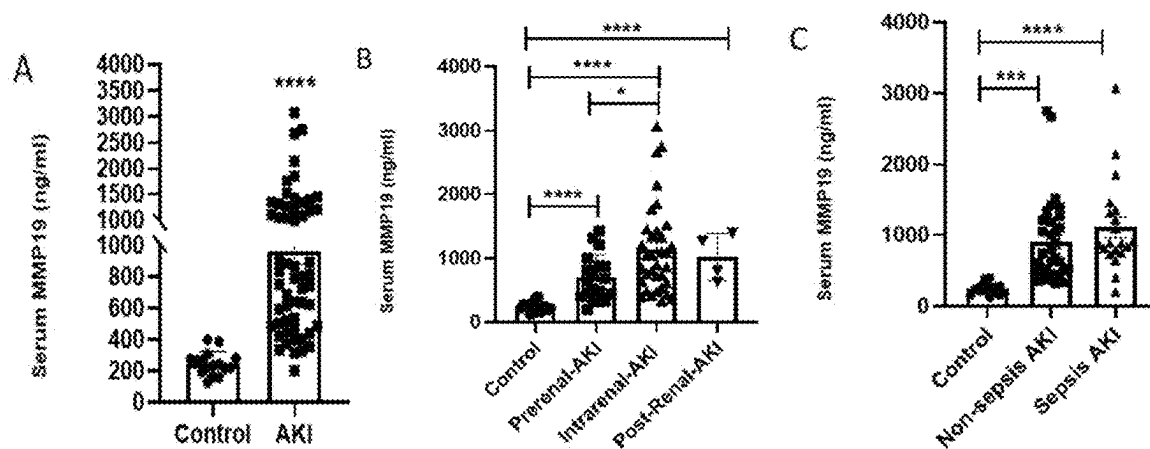 A
Serum MMP19 (ng/ml)
4000
3500
3000
2500
2000
1500
1000
1000
800
600
400
200
0
****
Control
AKI
B
Serum MMP19 (ng/ml)
4000
3000
2000
1000
0
****
****
*
****
Control
Prerenal-AKI
Intrarenal-AKI
Post-Renal-AKI
C
Serum MMP19 (ng/ml)
4000
3000
2000
1000
0
****
***
Control
Non-sepsis AKI
Sepsis AKI